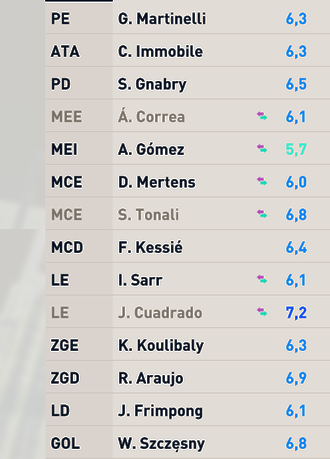 PE G. Martinelli 6,3
ATA C. Immobile 6,3
PD S. Gnabry 6,5
MEE Á. Correa 6,1
MEI A. Gómez 5,7
MCE D. Mertens 6,0
MCE S. Tonali 6,8
MCD F. Kessié 6,4
LE I. Sarr 6,1
LE J. Cuadrado 7,2
ZGE K. Koulibaly 6,3
ZGD R. Araujo 6,9
LD J. Frimpong 6,1
GOL W. Szczęsny 6,8